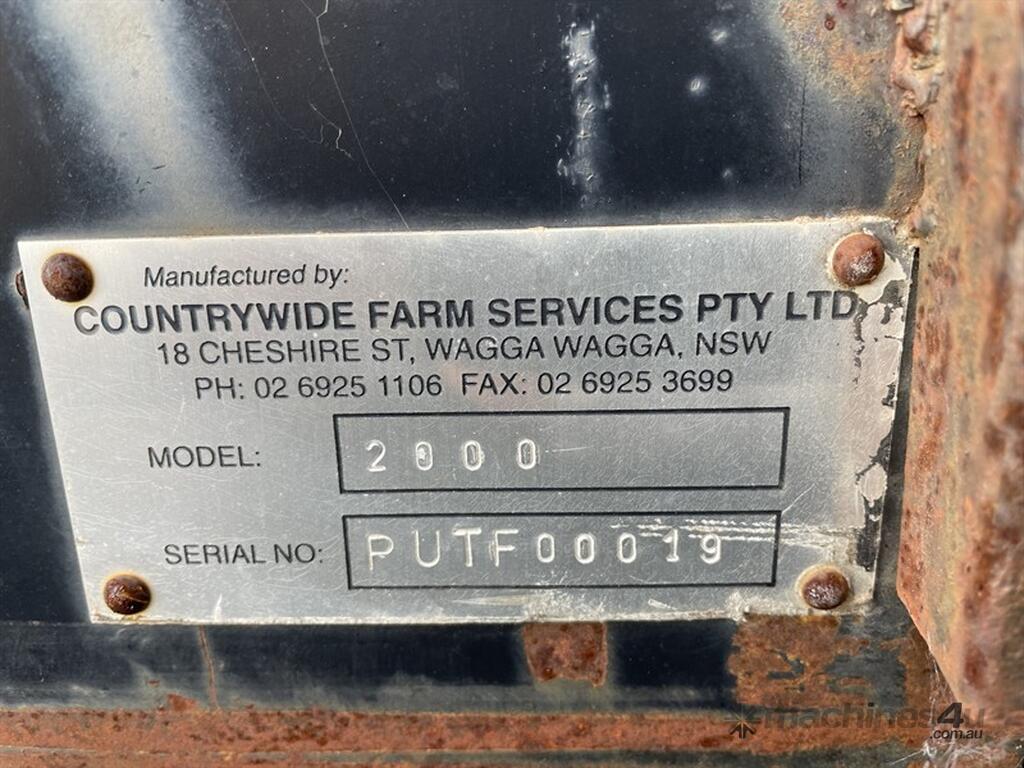 Manufactured by:
COUNTRYWIDE FARM SERVICES PTY LTD
18 CHESHIRE ST, WAGGA WAGGA, NSW
PH: 02 6925 1106 FAX: 02 6925 3699
MODEL: 2000
SERIAL NO: PUTF00019
machines4u
.com.au